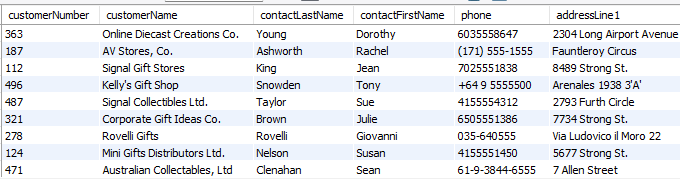 customerNumber customerName contactLastName contactFirstName phone addressLine1
363 Online Diecast Creations Co. Young Dorothy 6035558647 2304 Long Airport Avenue
187 AV Stores, Co. Ashworth Rachel (171) 555-1555 Fauntleroy Circus
112 Signal Gift Stores King Jean 7025551838 8489 Strong St.
496 Kelly's Gift Shop Snowden Tony +64 9 5555500 Arenales 1938 3'A'
487 Signal Collectibles Ltd. Taylor Sue 4155554312 2793 Furth Circle
321 Corporate Gift Ideas Co. Brown Julie 6505551386 7734 Strong St.
278 Rovelli Gifts Rovelli Giovanni 035-640555 Via Ludovico il Moro 22
124 Mini Gifts Distributors Ltd. Nelson Susan 4155551450 5677 Strong St.
471 Australian Collectables, Ltd Clenahan Sean 61-9-3844-6555 7 Allen Street